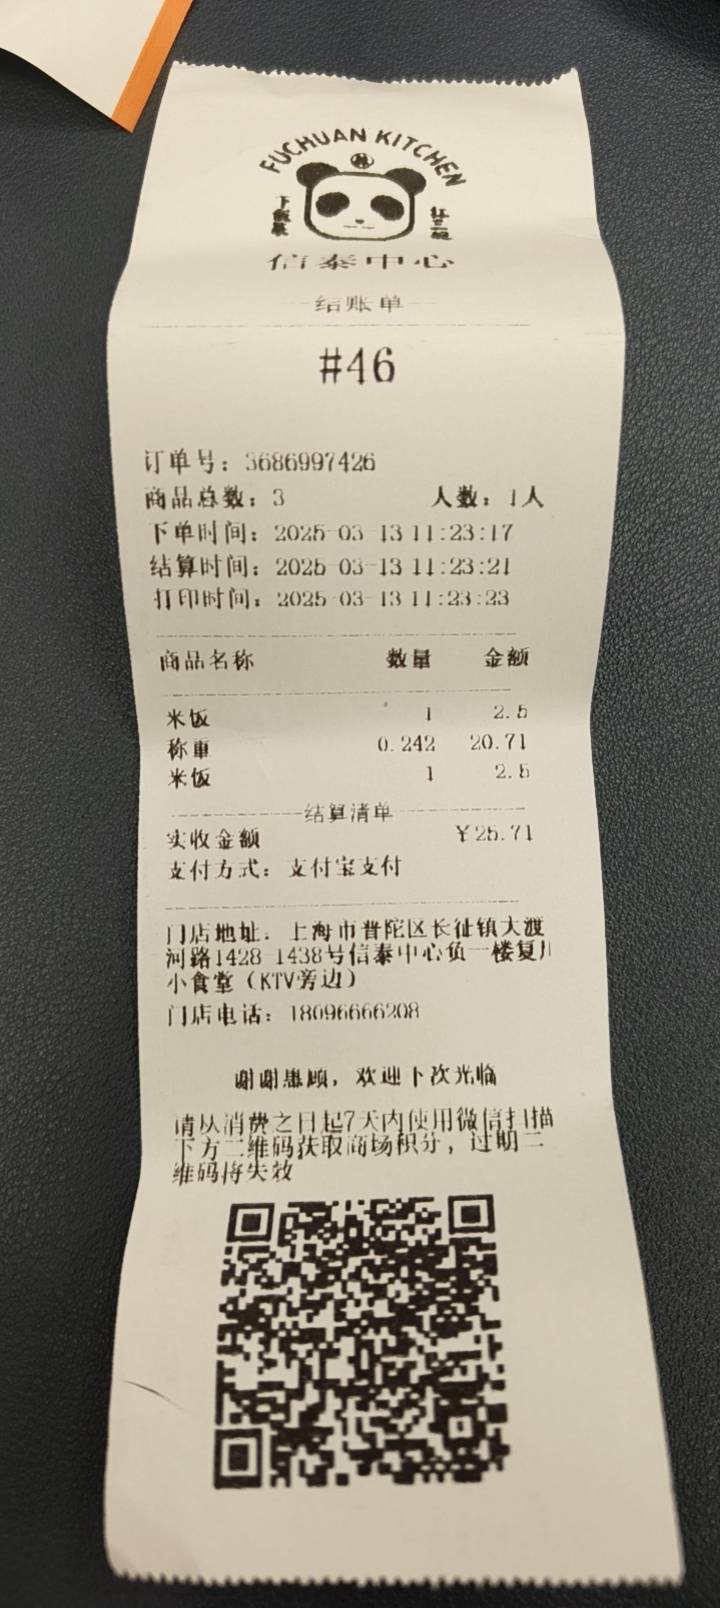 FUCHUAN KITCHEN
下饭菜
扛三碗
信泰中心
结账单
#46
订单号：3686997426
商品总数：3 人数：1人
下单时间：2025-03-13 11:23:17
结算时间：2025-03-13 11:23:21
打印时间：2025-03-13 11:23:23
商品名称 数量 金额
米饭 1 2.5
称重 0.242 20.71
米饭 1 2.5
结算清单
实收金额 ￥25.71
支付方式：支付宝支付
门店地址：上海市普陀区长征镇大渡
河路1428-1438号信泰中心负一楼复川
小食堂（KTV旁边）
门店电话：18096666208
谢谢惠顾，欢迎下次光临
请从消费之日起7天内使用微信扫描
下方二维码获取商场积分，过期二
维码将失效